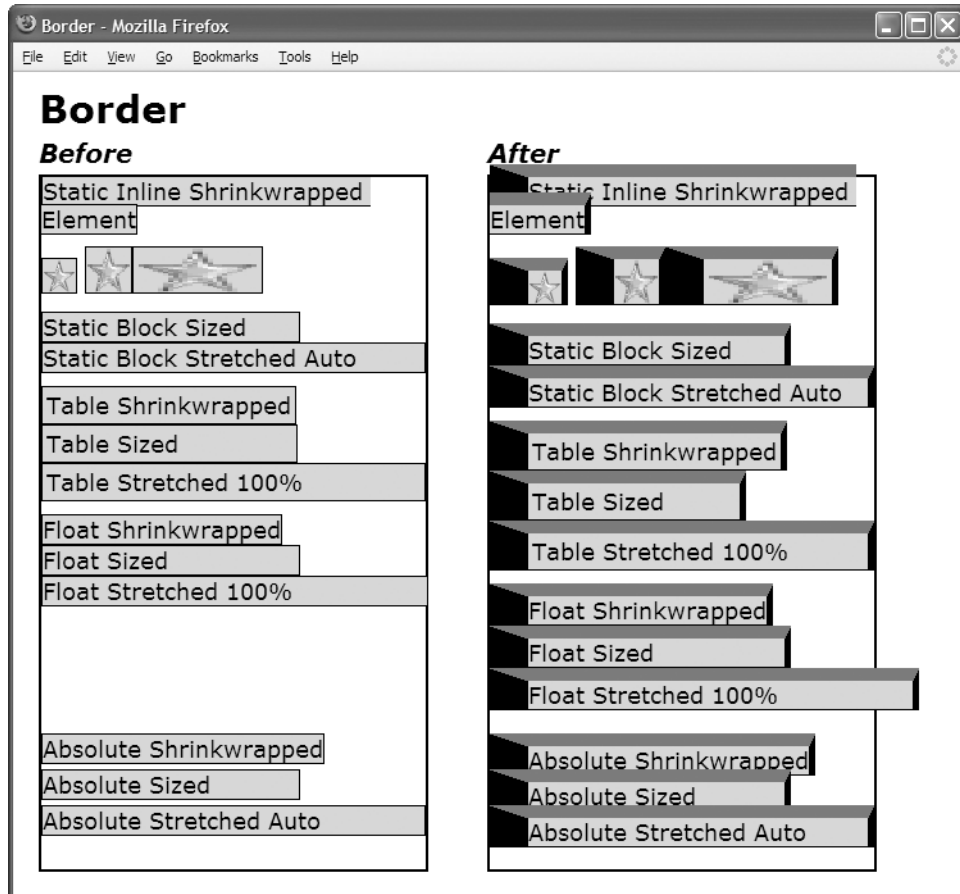 Border - Mozilla Firefox
File Edit View Go Bookmarks Tools Help
Border
Before
Static Inline Shrinkwrapped
Element
Static Block Sized
Static Block Stretched Auto
Table Shrinkwrapped
Table Sized
Table Stretched 100%
Float Shrinkwrapped
Float Sized
Float Stretched 100%
Absolute Shrinkwrapped
Absolute Sized
Absolute Stretched Auto
After
Static Inline Shrinkwrapped
Element
Static Block Sized
Static Block Stretched Auto
Table Shrinkwrapped
Table Sized
Table Stretched 100%
Float Shrinkwrapped
Float Sized
Float Stretched 100%
Absolute Shrinkwrapped
Absolute Sized
Absolute Stretched Auto